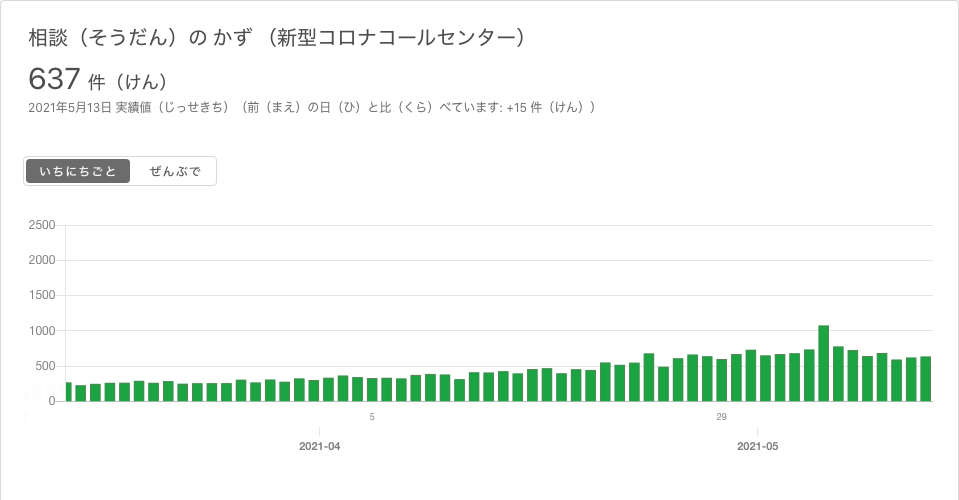 相談（そうだん）の かず （新型コロナコールセンター）
637 件（けん）
2021年5月13日 実績値（じっせきち）（前（まえ）の日（ひ）と比（くら）べています: +15 件（けん））
いちにちごと ぜんぶで
2500
2000
1500
1000
500
0
5 29
2021-04 2021-05